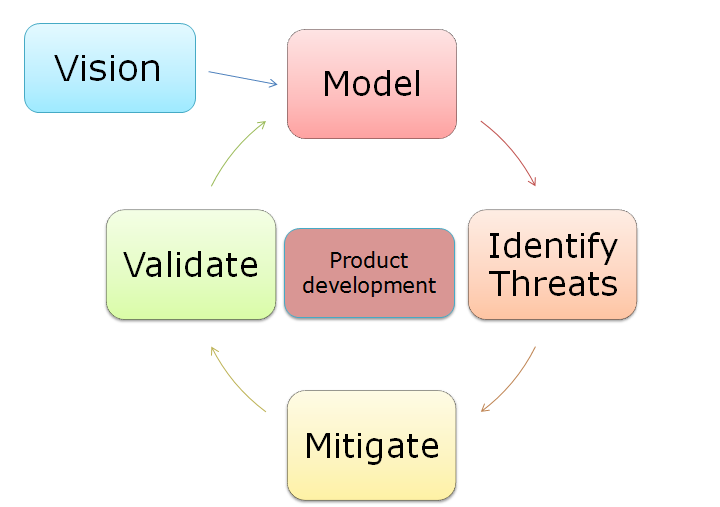 Vision
Model
Validate
Product
development
Identify
Threats
Mitigate